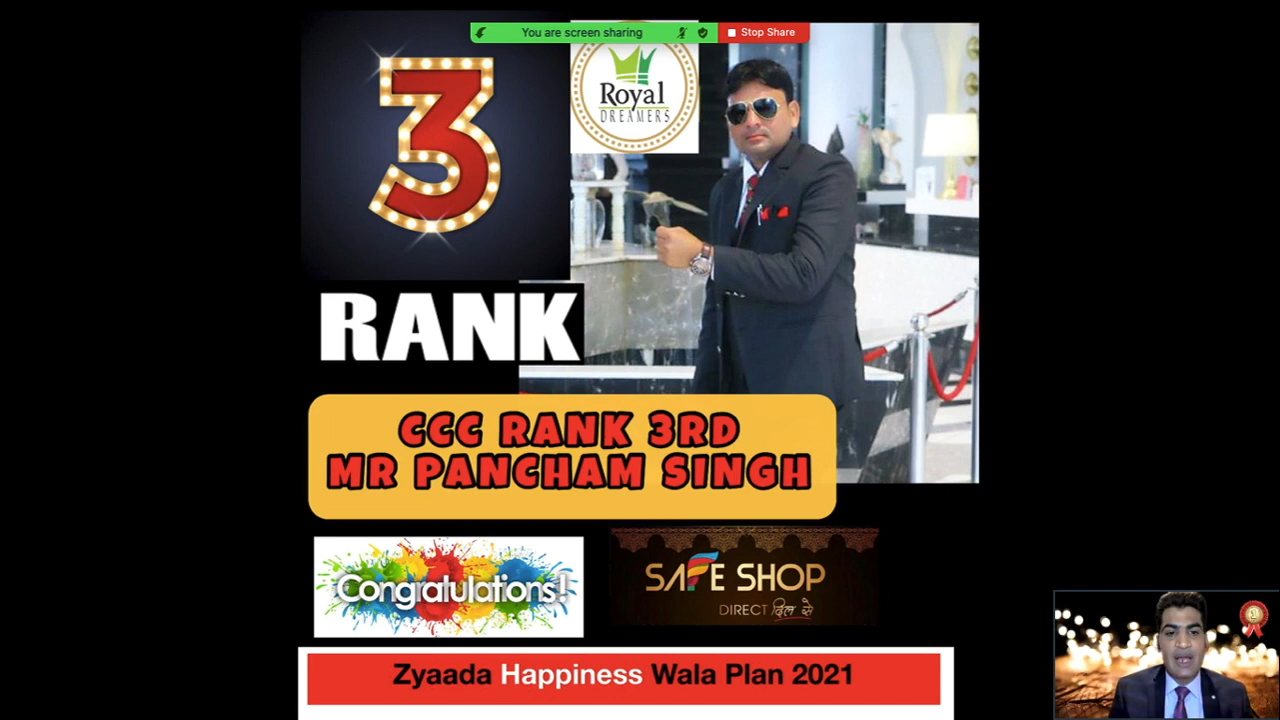 You are screen sharing
Stop Share
3
Royal
DREAMERS
RANK
CCC RANK 3RD
MR PANCHAM SINGH
Congratulations!
SAFE SHOP
DIRECT दिल से
Zyaada Happiness Wala Plan 2021